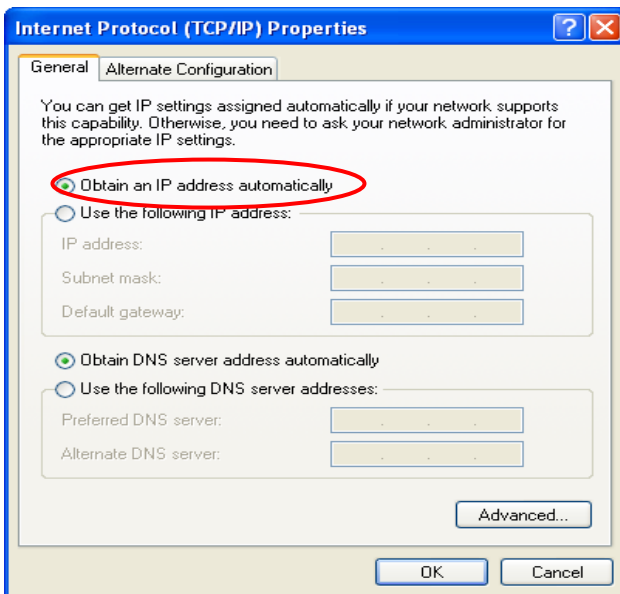 Internet Protocol (TCP/IP) Properties
General
Alternate Configuration
You can get IP settings assigned automatically if your network supports
this capability. Otherwise, you need to ask your network administrator for
the appropriate IP settings.
Obtain an IP address automatically
Use the following IP address:
IP address:
Subnet mask:
Default gateway:
Obtain DNS server address automatically
Use the following DNS server addresses:
Preferred DNS server:
Alternate DNS server:
Advanced...
OK
Cancel